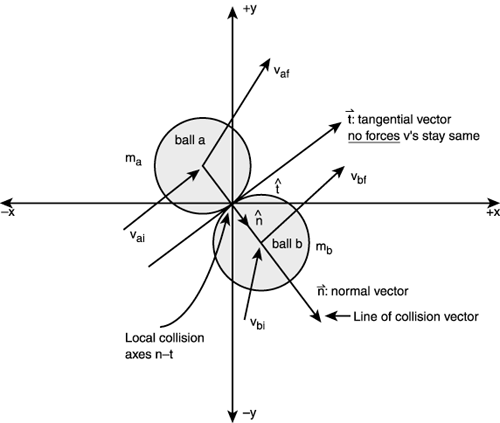 +y
v_af
ball a
t⃗: tangential vector
no forces v's stay same
m_a
v_bf
t̂
–x
+x
v_ai
n̂
ball b
m_b
n⃗: normal vector
Line of collision vector
v_bi
Local collision
axes n–t
–y